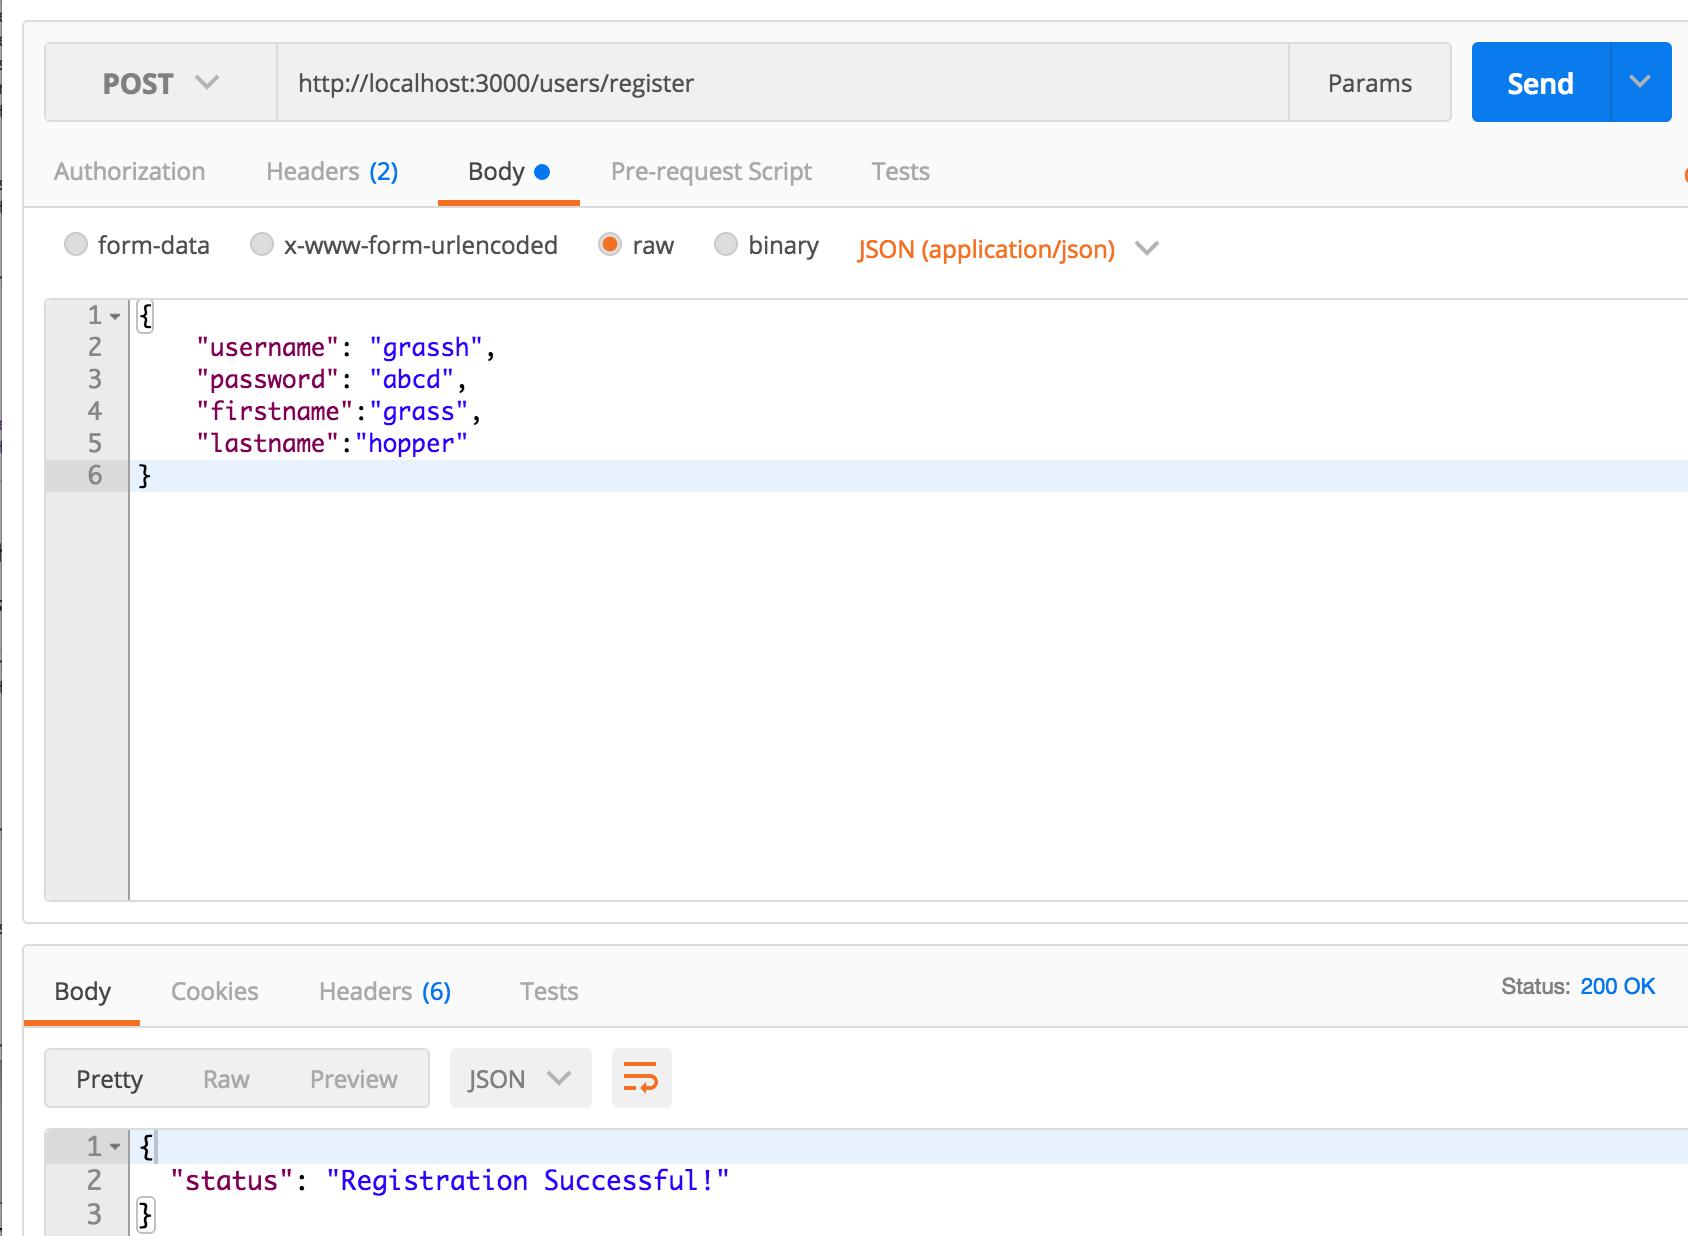 POST http://localhost:3000/users/register Params Send
Authorization Headers (2) Body Pre-request Script Tests
form-data x-www-form-urlencoded raw binary JSON (application/json)
1 {
2 "username": "grassh",
3 "password": "abcd",
4 "firstname":"grass",
5 "lastname":"hopper"
6 }
Body Cookies Headers (6) Tests Status: 200 OK
Pretty Raw Preview JSON
1 {
2 "status": "Registration Successful!"
3 }